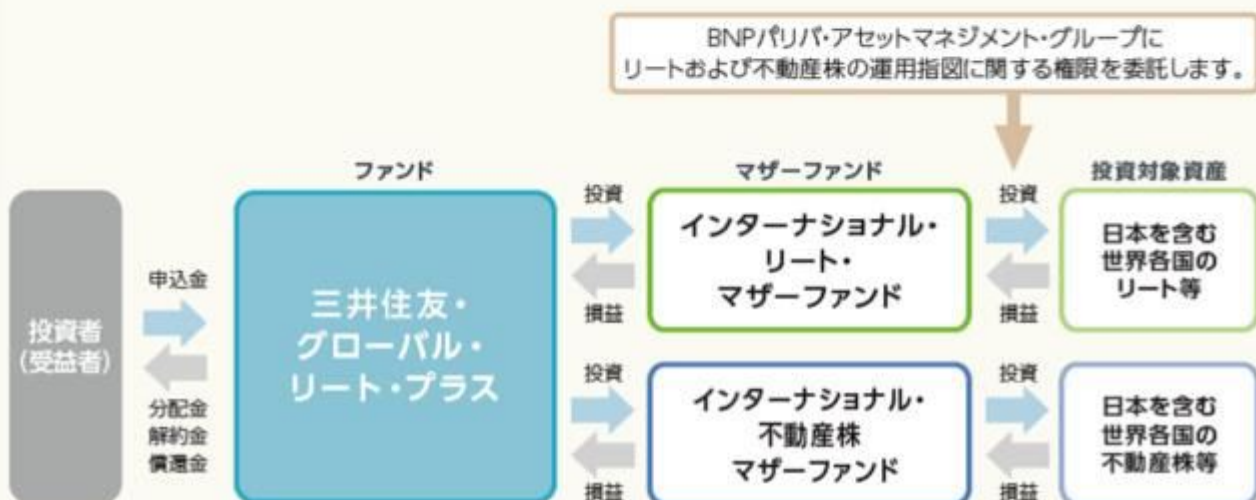 BNPパリバ・アセットマネジメント・グループに
リートおよび不動産株の運用指図に関する権限を委託します。
ファンド
マザーファンド
投資対象資産
投資者
(受益者)
申込金
分配金
解約金
償還金
三井住友・
グローバル・
リート・プラス
投資
損益
インターナショナル・
リート・
マザーファンド
投資
損益
日本を含む
世界各国の
リート等
投資
損益
インターナショナル・
不動産株
マザーファンド
投資
損益
日本を含む
世界各国の
不動産株等